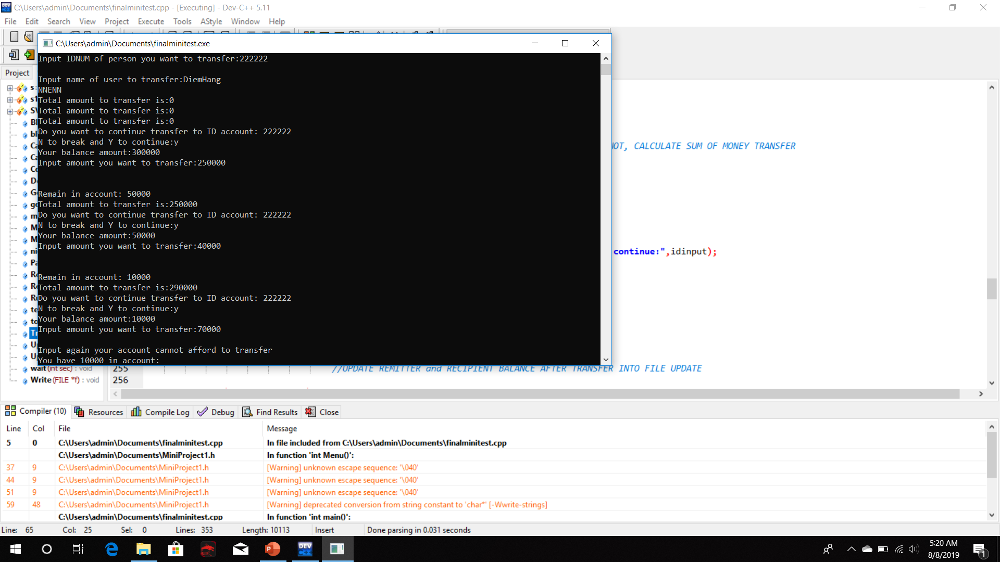 C:\Users\admin\Documents\finalminitest.cpp - [Executing] - Dev-C++ 5.11
File Edit Search View Project Execute Tools AStyle Window Help
C:\Users\admin\Documents\finalminitest.exe
Project
Input IDNUM of person you want to transfer:222222
Input name of user to transfer:DiemHang
NNENN
Total amount to transfer is:0
Total amount to transfer is:0
Total amount to transfer is:0
Do you want to continue transfer to ID account: 222222
N to break and Y to continue:y
Your balance amount:300000
Input amount you want to transfer:250000
Remain in account: 50000
Total amount to transfer is:250000
Do you want to continue transfer to ID account: 222222
N to break and Y to continue:y
Your balance amount:50000
Input amount you want to transfer:40000
Remain in account: 10000
Total amount to transfer is:290000
Do you want to continue transfer to ID account: 222222
N to break and Y to continue:y
Your balance amount:10000
Input amount you want to transfer:70000
Input again your account cannot afford to transfer
You have 10000 in account:
NOT, CALCULATE SUM OF MONEY TRANSFER
continue:",idinput);
wait (int sec) : void
Write (FILE *f) : void
255 //UPDATE REMITTER and RECIPIENT BALANCE AFTER TRANSFER INTO FILE UPDATE
256
Compiler (10) Resources Compile Log Debug Find Results Close
Line Col File Message
5 0 C:\Users\admin\Documents\finalminitest.cpp In file included from C:\Users\admin\Documents\finalminitest.cpp
C:\Users\admin\Documents\MiniProject1.h In function 'int Menu()':
37 9 C:\Users\admin\Documents\MiniProject1.h [Warning] unknown escape sequence: '\040'
44 9 C:\Users\admin\Documents\MiniProject1.h [Warning] unknown escape sequence: '\040'
51 9 C:\Users\admin\Documents\MiniProject1.h [Warning] unknown escape sequence: '\040'
59 48 C:\Users\admin\Documents\MiniProject1.h [Warning] deprecated conversion from string constant to 'char*' [-Wwrite-strings]
C:\Users\admin\Documents\finalminitest.cpp In function 'int main()':
Line: 65 Col: 25 Sel: 0 Lines: 353 Length: 10113 Insert Done parsing in 0.031 seconds
DEV C++
5:20 AM
8/8/2019
1